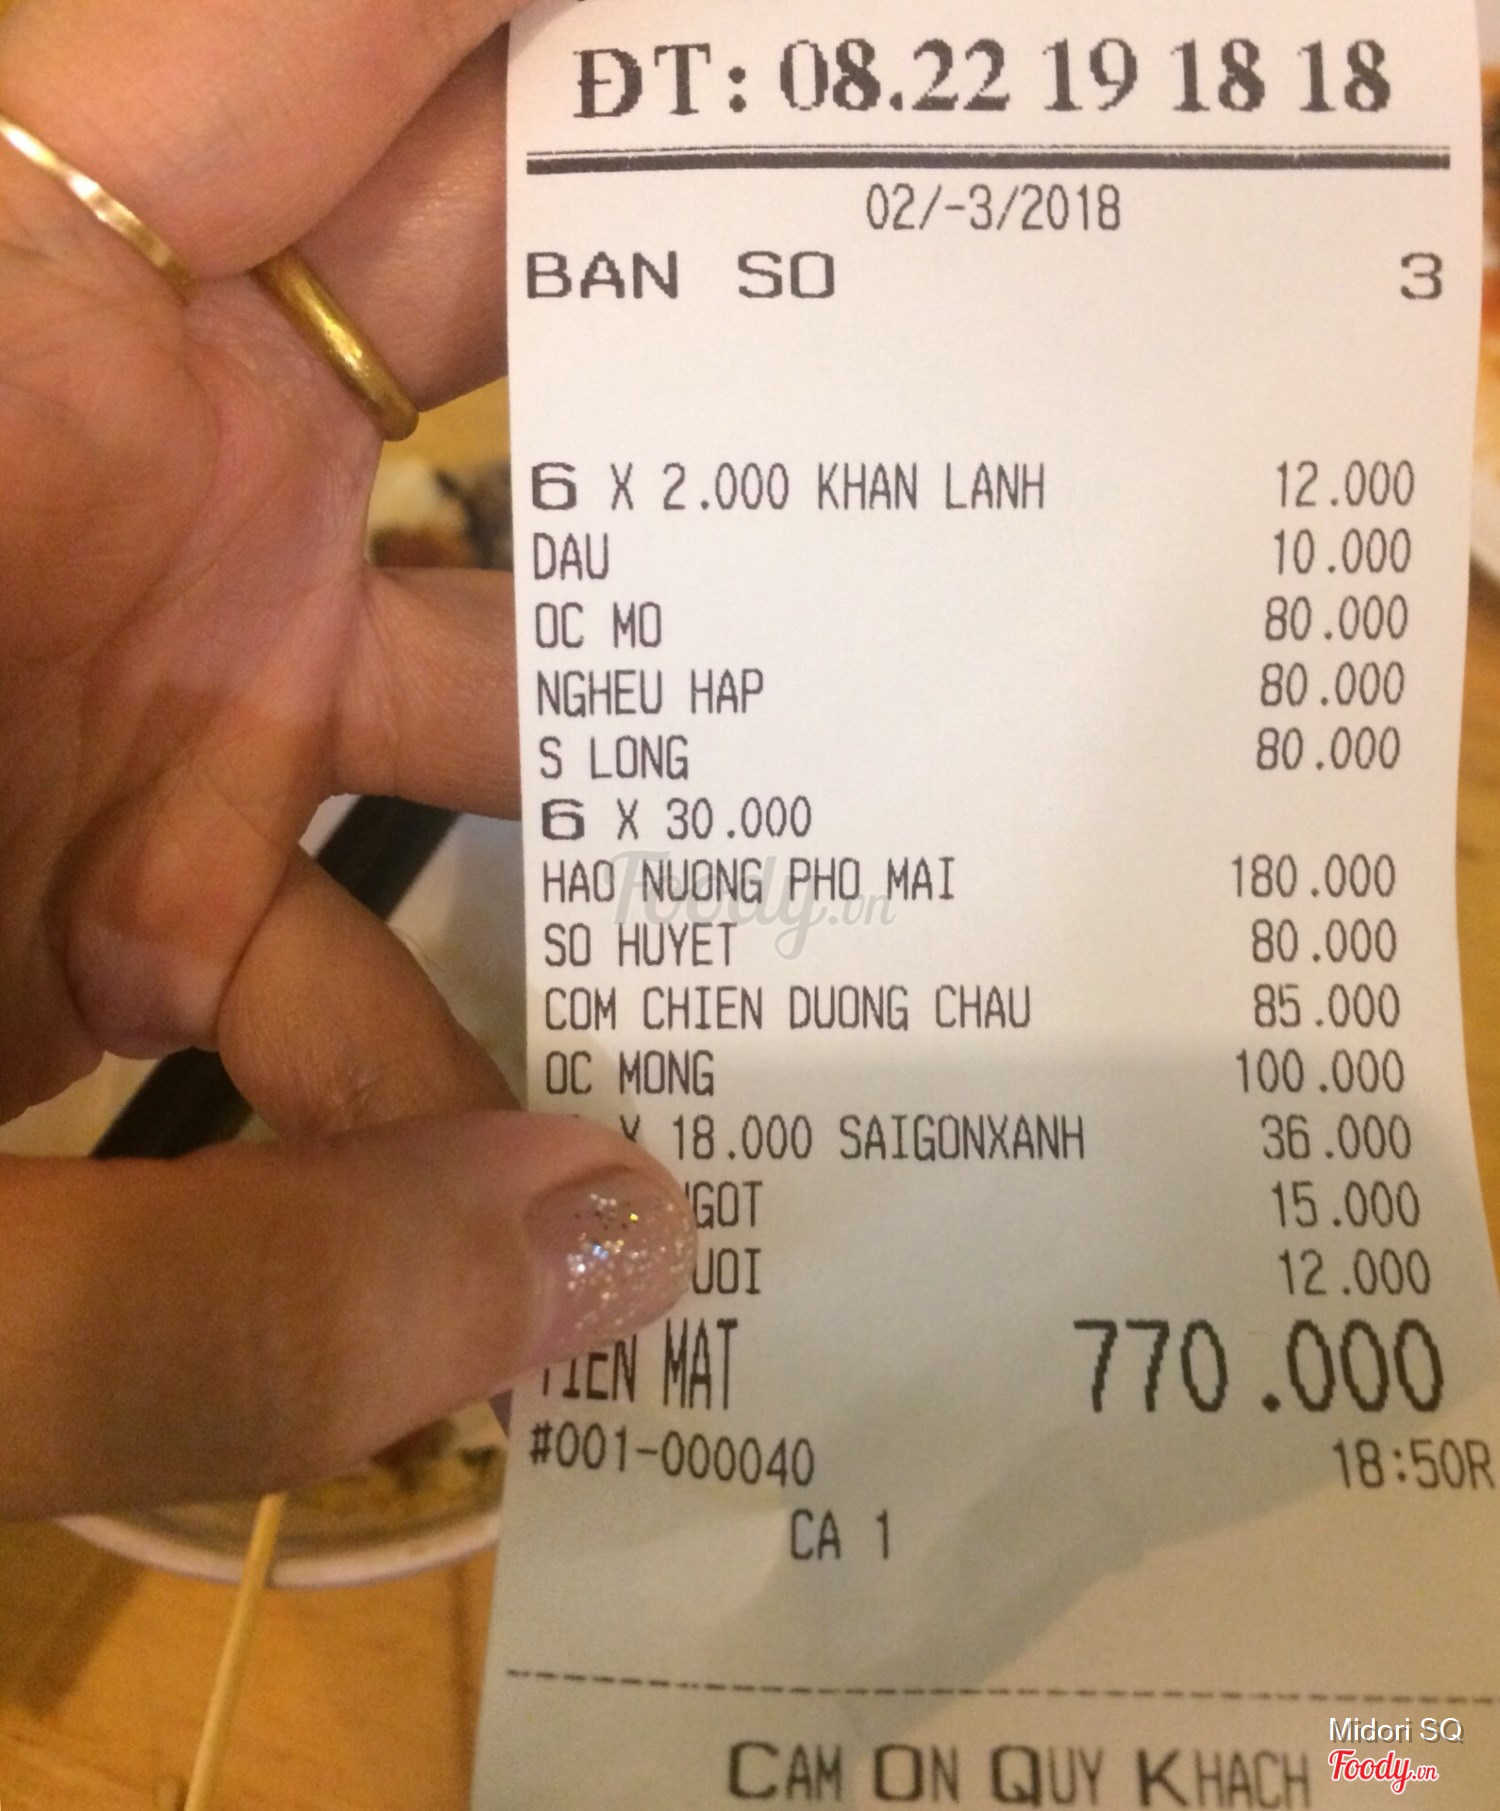 ĐT: 08.22 19 18 18
02/-3/2018
BAN SO 3
6 X 2.000 KHAN LANH 12.000
DAU 10.000
OC MO 80.000
NGHEU HAP 80.000
S LONG 80.000
6 X 30.000
HAO NUONG PHO MAI 180.000
SO HUYET 80.000
COM CHIEN DUONG CHAU 85.000
OC MONG 100.000
X 18.000 SAIGONXANH 36.000
15.000
12.000
TIEN MAT 770.000
#001-000040 18:50R
CA 1
CAM ON QUY KHACH
Foody.vn
Midori SQ
Foody.vn